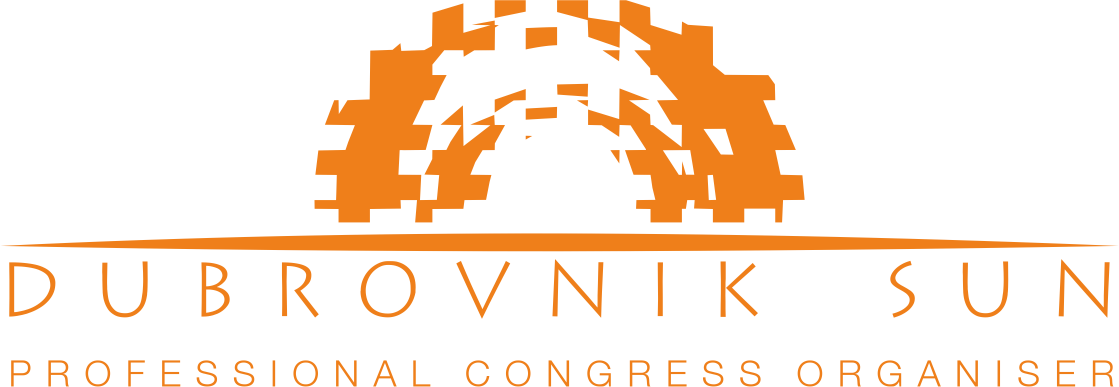 DUBROVNIK SUN
PROFESSIONAL CONGRESS ORGANISER